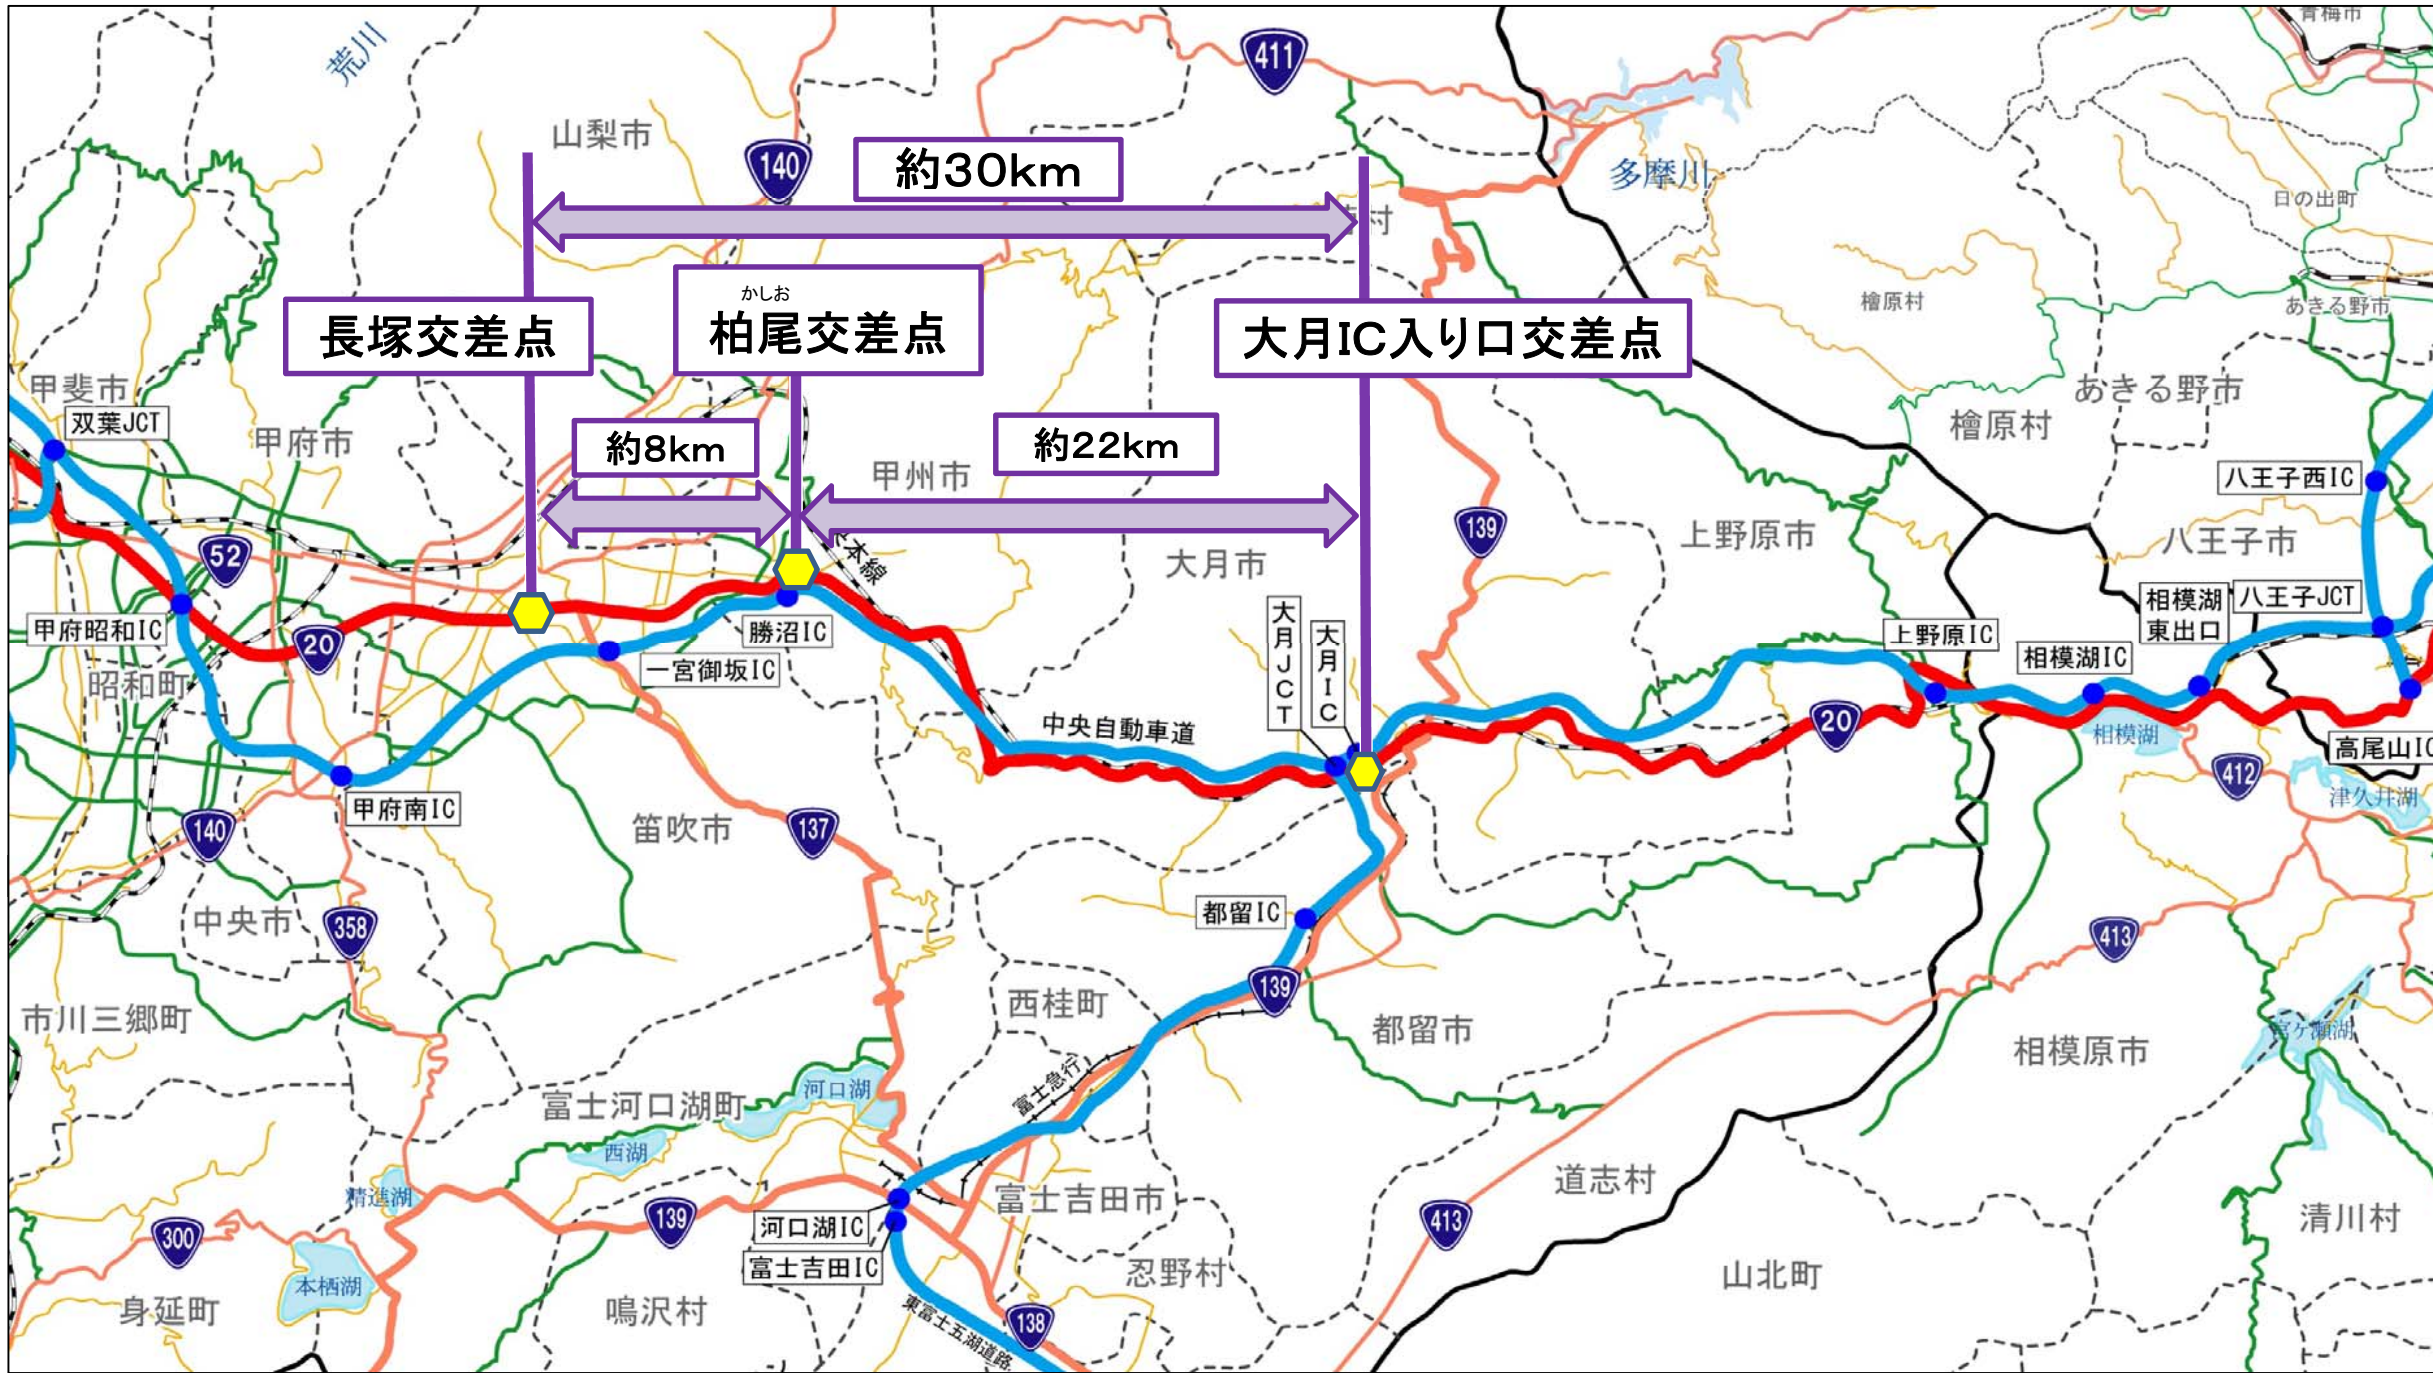 青梅市
荒川
411
山梨市
140
約30km
多摩川
村
日の出町
かしお
長塚交差点
柏尾交差点
大月IC入り口交差点
檜原村
あきる野市
甲斐市
双葉JCT
甲府市
約8km
約22km
甲州市
あきる野市
檜原村
八王子西IC
139
上野原市
八王子市
52
本線
大月市
甲府昭和IC
20
勝沼IC
一宮御坂IC
大月JCT
大月IC
上野原IC
相模湖IC
相模湖
東出口
八王子JCT
昭和町
中央自動車道
20
相模湖
高尾山IC
412
津久井湖
甲府南IC
140
笛吹市
137
中央市
358
都留IC
413
139
市川三郷町
西桂町
都留市
相模原市
宮ケ瀬湖
富士急行
河口湖
富士河口湖町
西湖
精進湖
道志村
富士吉田市
139
河口湖IC
富士吉田IC
413
清川村
300
本栖湖
忍野村
山北町
身延町
鳴沢村
東富士五湖道路
138